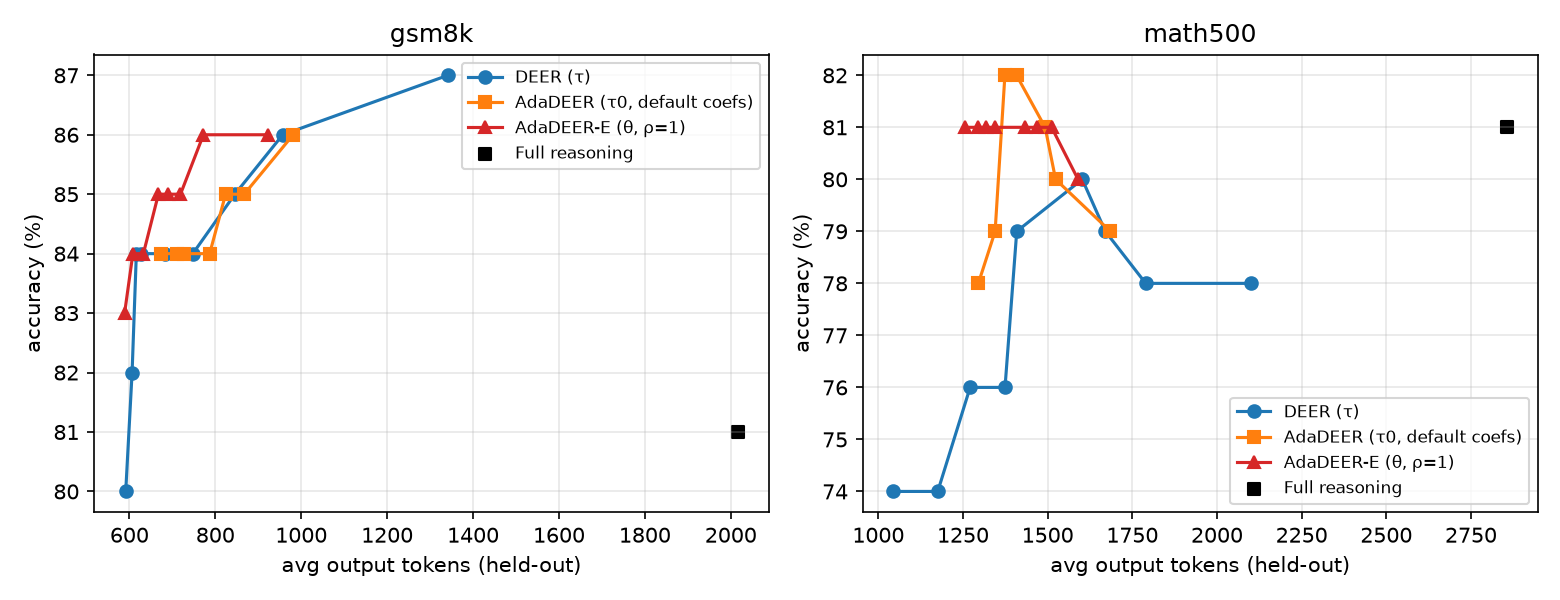 gsm8k
87
86
85
84
83
82
81
80
accuracy (%)
600 800 1000 1200 1400 1600 1800 2000
avg output tokens (held-out)
DEER (τ)
AdaDEER (τ0, default coefs)
AdaDEER-E (θ, ρ=1)
Full reasoning
math500
82
81
80
79
78
77
76
75
74
accuracy (%)
1000 1250 1500 1750 2000 2250 2500 2750
avg output tokens (held-out)
DEER (τ)
AdaDEER (τ0, default coefs)
AdaDEER-E (θ, ρ=1)
Full reasoning